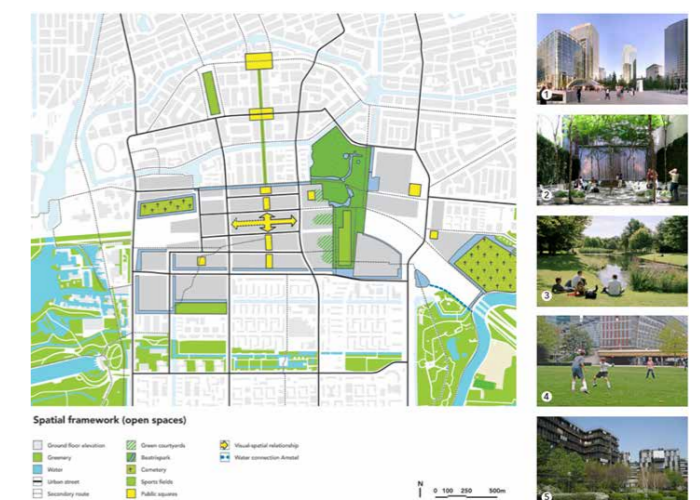 1
2
3
4
5
Spatial framework (open spaces)
Ground floor elevation
Greenery
Water
Urban street
Secondary route
Green courtyards
Beatrixpark
Cemetery
Sports fields
Public squares
Visual-spatial relationship
Water connection Amstel
N
0 100 250 500m